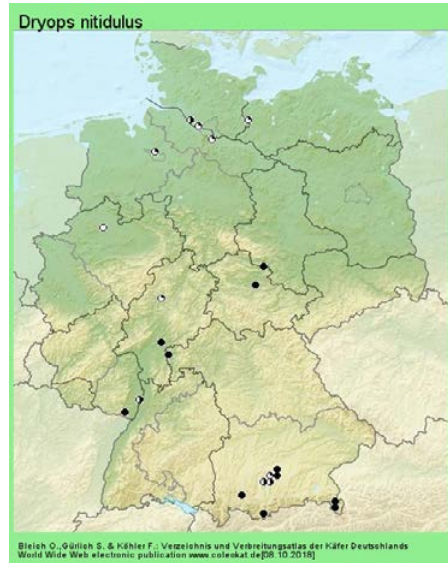 Dryops nitidulus
Bleich O., Gürlich S. & Köhler F.: Verzeichnis und Verbreitungsatlas der Käfer Deutschlands
World Wide Web electronic publication www.coleokat.de[08.10.2018]